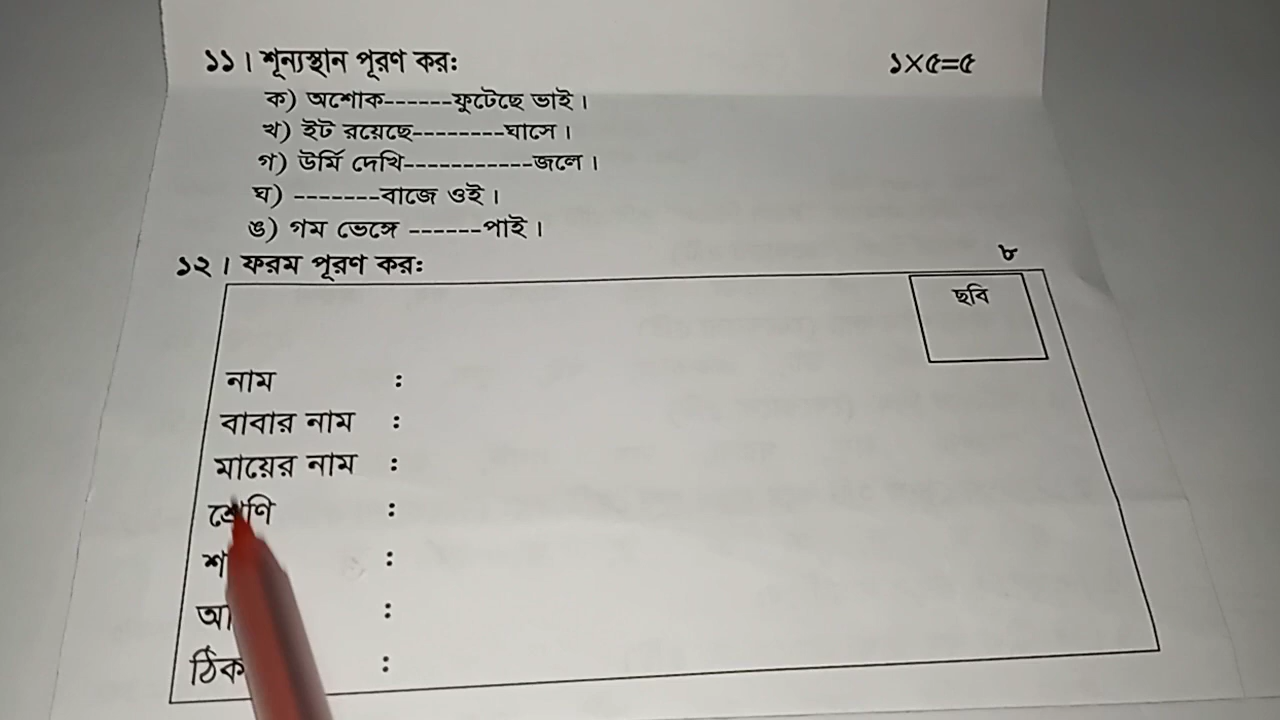 ১১। শূন্যস্থান পূরণ কর: ১×৫=৫
ক) অশোক------ফুটেছে ভাই।
খ) ইট রয়েছে--------ঘাসে।
গ) উর্মি দেখি-----------জলে।
ঘ) -------বাজে ওই।
ঙ) গম ভেঙ্গে ------পাই।
১২। ফরম পূরণ কর: ৮
ছবি
নাম :
বাবার নাম :
মায়ের নাম :
শ্রেণি :
:
:
: